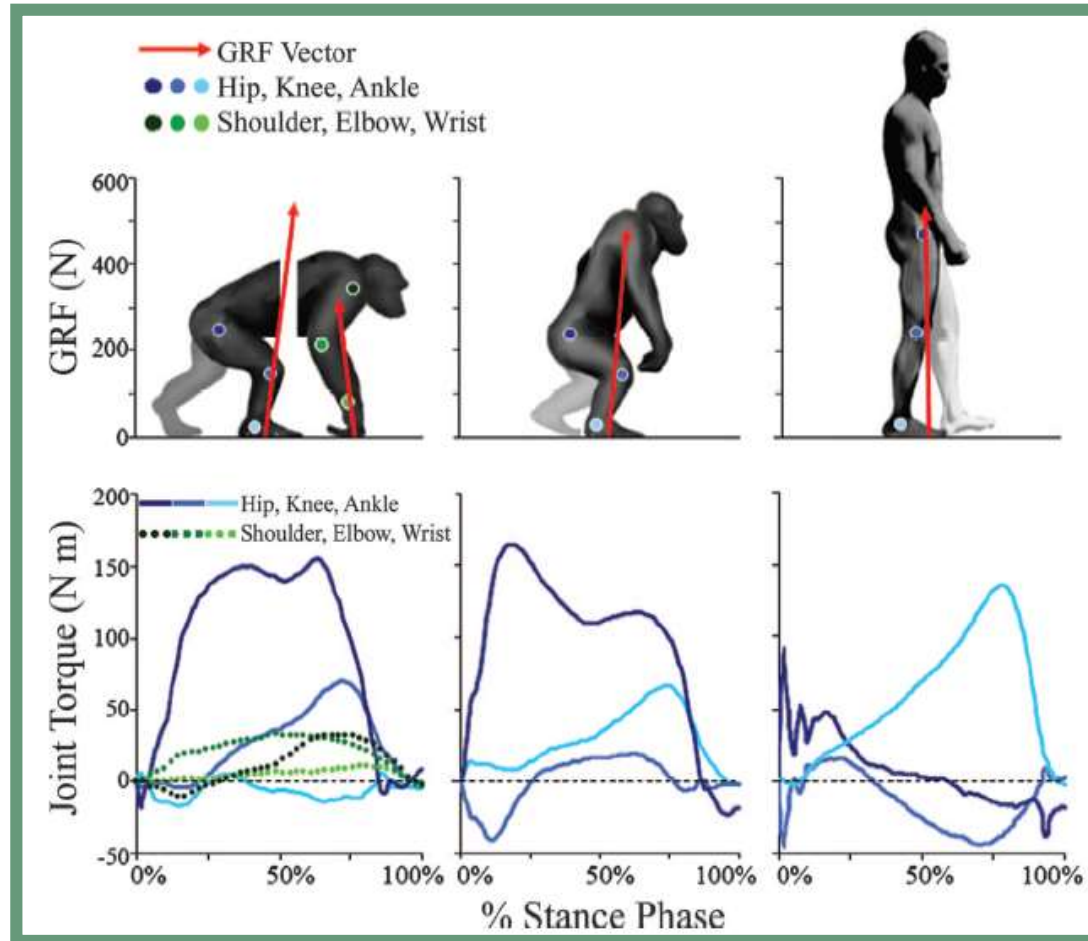 GRF Vector
Hip, Knee, Ankle
Shoulder, Elbow, Wrist
600
400
200
0
GRF (N)
Hip, Knee, Ankle
Shoulder, Elbow, Wrist
200
150
100
50
0
-50
Joint Torque (N m)
0% 50% 100% 0% 50% 100% 0% 50% 100%
% Stance Phase